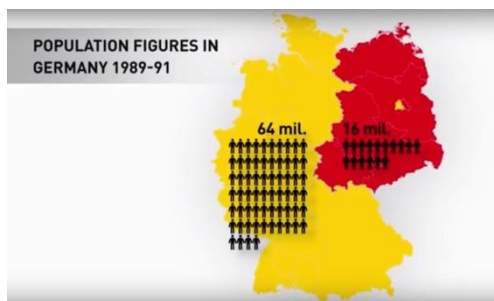 POPULATION FIGURES IN
GERMANY 1989-91
64 mil.
16 mil.